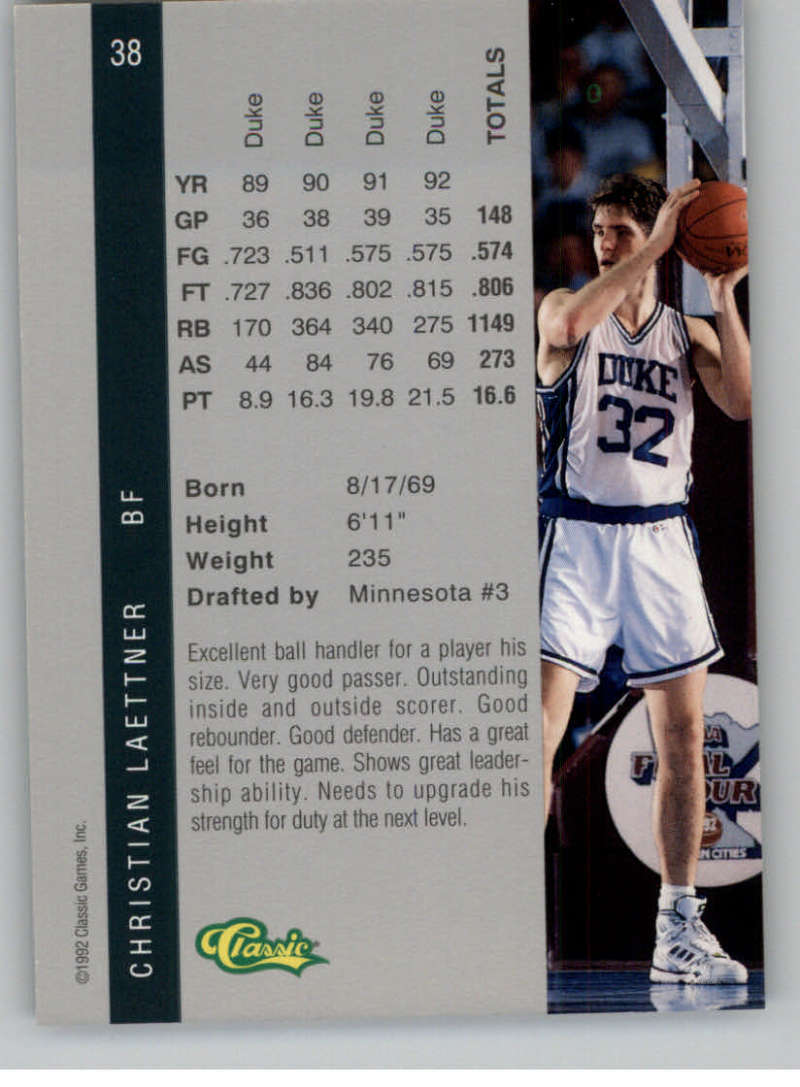 38
Duke Duke Duke Duke TOTALS
YR 89 90 91 92
GP 36 38 39 35 148
FG .723 .511 .575 .575 .574
FT .727 .836 .802 .815 .806
RB 170 364 340 275 1149
AS 44 84 76 69 273
PT 8.9 16.3 19.8 21.5 16.6
Born 8/17/69
Height 6'11"
Weight 235
Drafted by Minnesota #3
Excellent ball handler for a player his
size. Very good passer. Outstanding
inside and outside scorer. Good
rebounder. Good defender. Has a great
feel for the game. Shows great leader-
ship ability. Needs to upgrade his
strength for duty at the next level.
Classic
CHRISTIAN LAETTNER BF
©1992 Classic Games, Inc.
DUKE
32